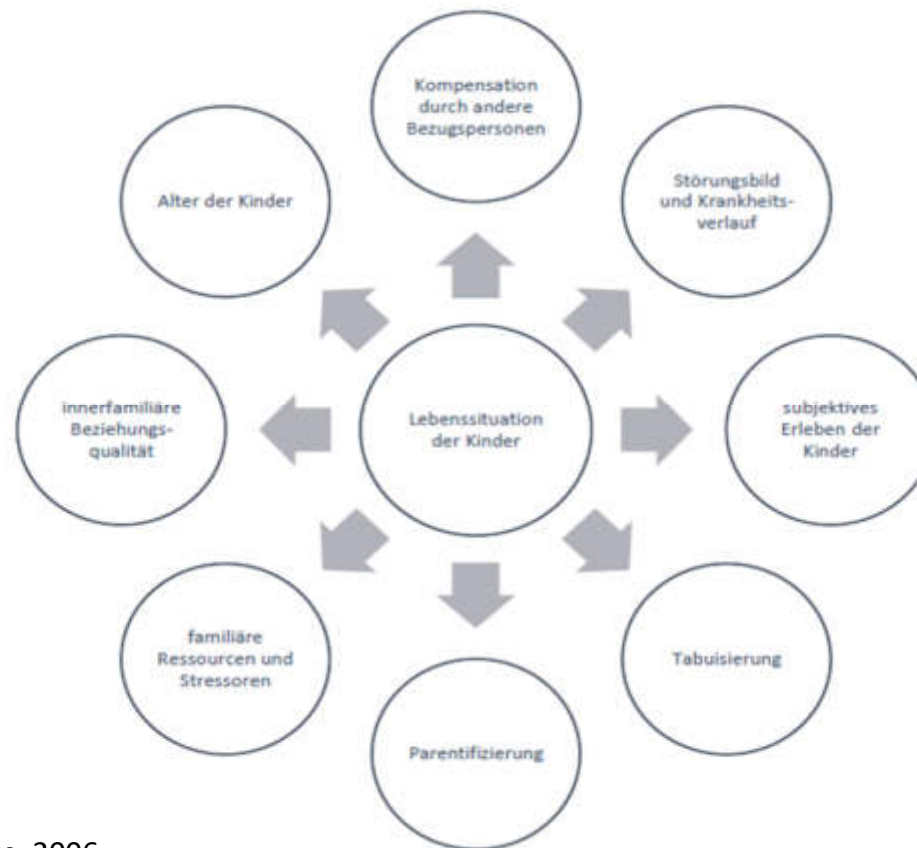 Kompensation
durch andere
Bezugspersonen
Störungsbild
und Krankheits-
verlauf
subjektives
Erleben der
Kinder
Tabuisierung
Parentifizierung
familiäre
Ressourcen und
Stressoren
innerfamiliäre
Beziehungs-
qualität
Alter der Kinder
Lebenssituation
der Kinder